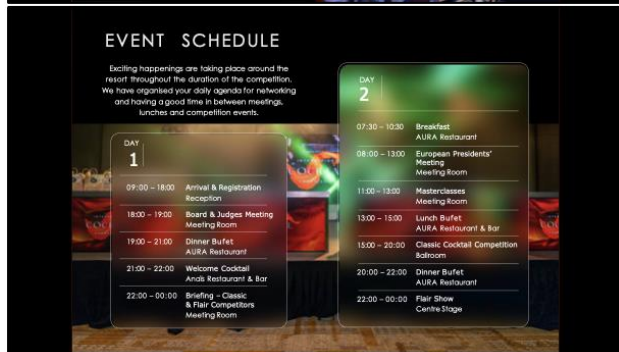 EVENT SCHEDULE
Exciting happenings are taking place around the
resort throughout the duration of the competition.
We have organised your daily agenda for networking
and having a good time in between meetings,
lunches and competition events.
DAY
1
09:00 – 18:00 Arrival & Registration
Reception
18:00 – 19:00 Board & Judges Meeting
Meeting Room
19:00 – 21:00 Dinner Bufet
AURA Restaurant
21:00 – 22:00 Welcome Cocktail
Anaïs Restaurant & Bar
22:00 – 00:00 Briefing – Classic
& Flair Competitors
Meeting Room
DAY
2
07:30 – 10:30 Breakfast
AURA Restaurant
08:00 – 13:00 European Presidents'
Meeting
Meeting Room
11:00 – 13:00 Masterclasses
Meeting Room
13:00 – 15:00 Lunch Bufet
AURA Restaurant & Bar
15:00 – 20:00 Classic Cocktail Competition
Ballroom
20:00 – 22:00 Dinner Bufet
AURA Restaurant
22:00 – 00:00 Flair Show
Centre Stage